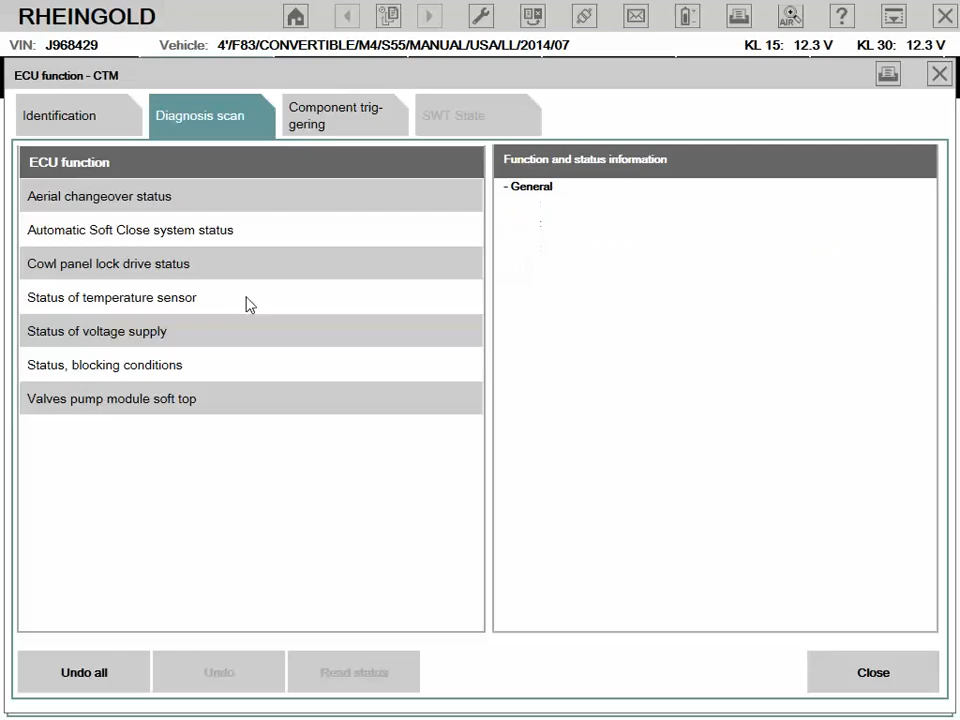 RHEINGOLD
VIN: J968429 Vehicle: 4'/F83/CONVERTIBLE/M4/S55/MANUAL/USA/LL/2014/07 KL 15: 12.3 V KL 30: 12.3 V
ECU function - CTM
Identification
Diagnosis scan
Component trig-
gering
SWT State
ECU function
Aerial changeover status
Automatic Soft Close system status
Cowl panel lock drive status
Status of temperature sensor
Status of voltage supply
Status, blocking conditions
Valves pump module soft top
Function and status information
- General
:
:
:
Undo all
Undo
Read status
Close